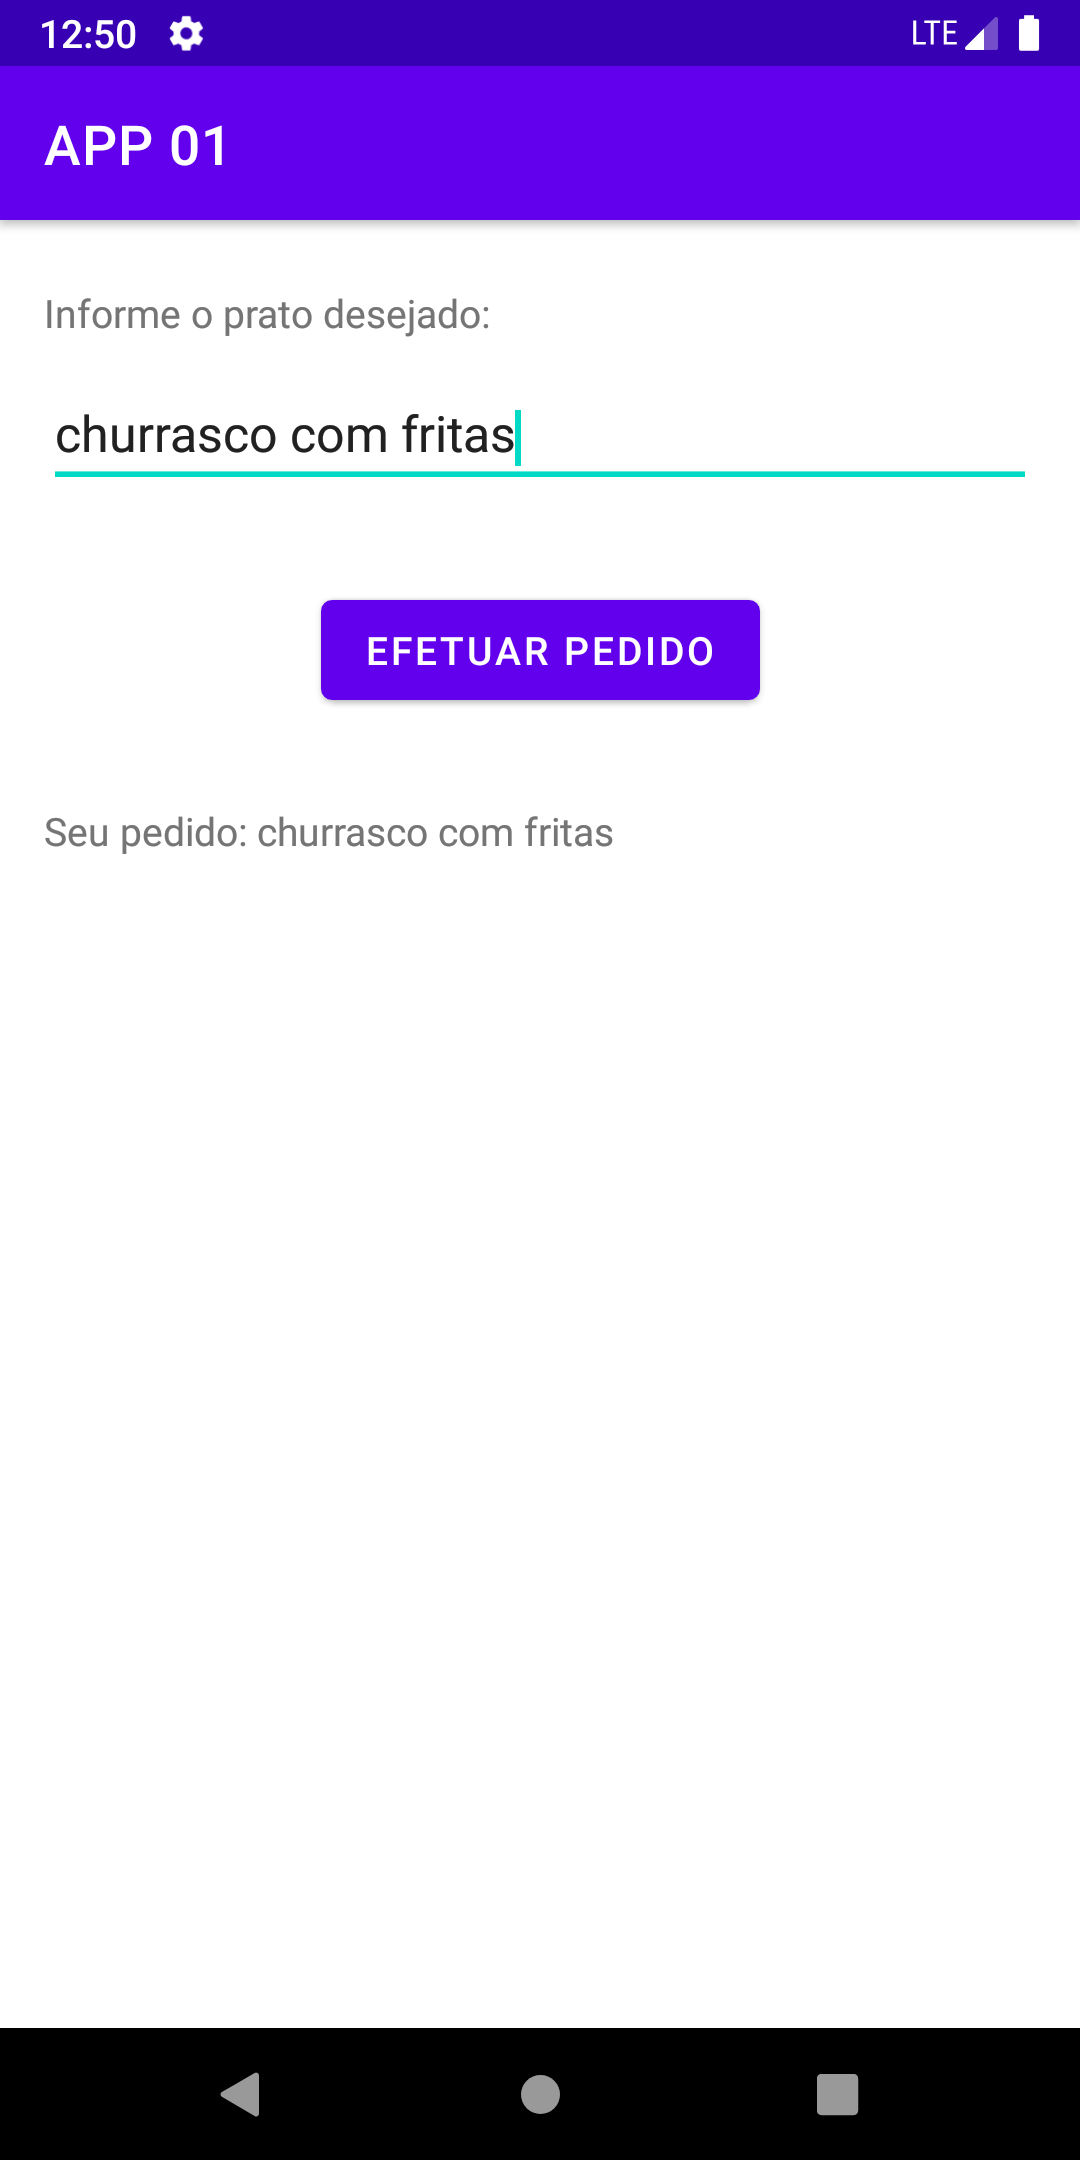 12:50 LTE
APP 01
Informe o prato desejado:
churrasco com fritas
EFETUAR PEDIDO
Seu pedido: churrasco com fritas